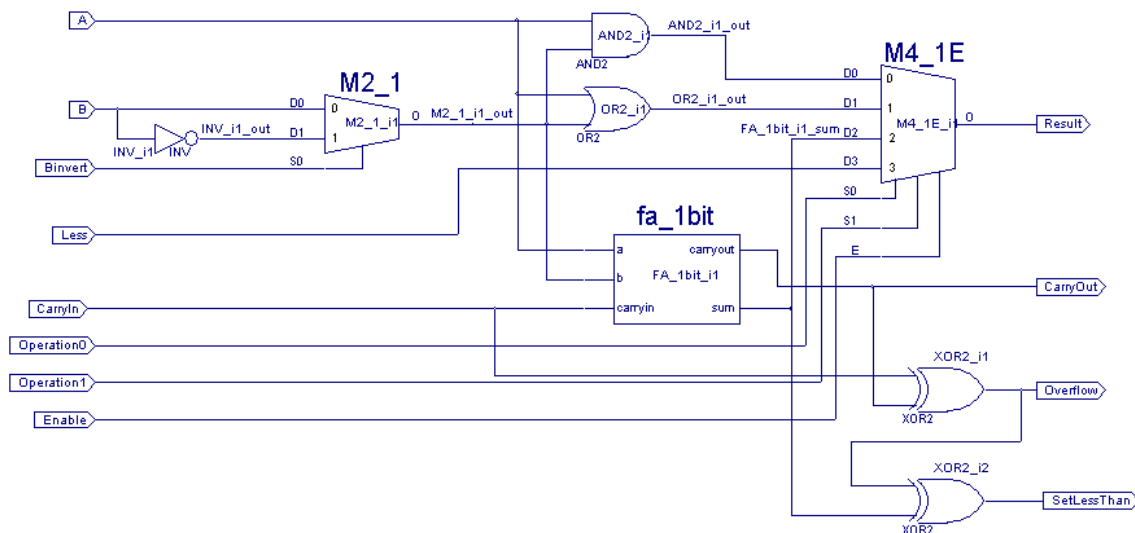 A
AND2_i1_out
AND2_i1
AND2
M4_1E
M2_1
D0
0
B
D0
0
M2_1_i1
O
M2_1_i1_out
OR2_i1
OR2_i1_out
D1
1
INV_i1_out
D1
1
FA_1bit_i1_sum
D2
2
M4_1E_i1
O
Result
INV_i1
INV
OR2
Binvert
S0
D3
3
S0
fa_1bit
Less
S1
a
carryout
E
b
FA_1bit_i1
CarryOut
CarryIn
carryin
sum
Operation0
XOR2_i1
Operation1
Overflow
Enable
XOR2
XOR2_i2
SetLessThan
XOR2